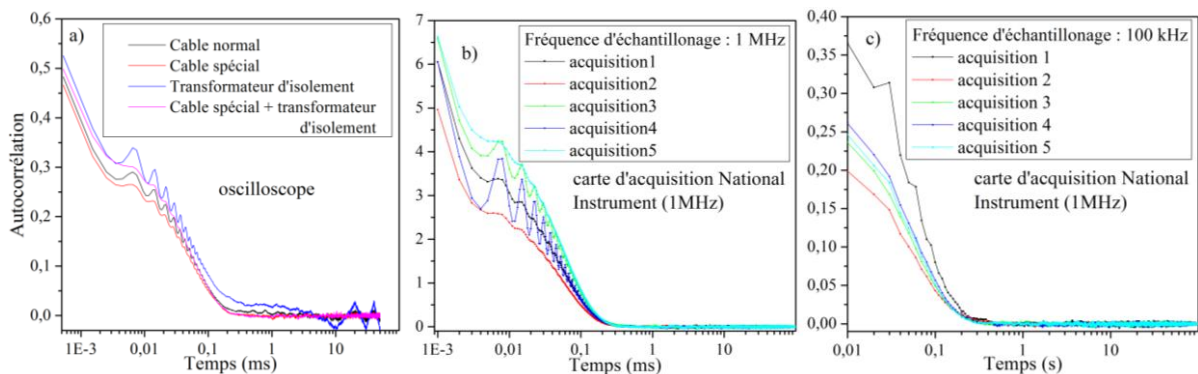 a)
Cable normal
Cable spécial
Transformateur d'isolement
Cable spécial + transformateur
d'isolement
oscilloscope
Autocorrélation
0,6
0,5
0,4
0,3
0,2
0,1
0,0
1E-3
0,01
0,1
1
10
Temps (ms)
b)
Fréquence d'échantillonage : 1 MHz
acquisition1
acquisition2
acquisition3
acquisition4
acquisition5
carte d'acquisition National
Instrument (1MHz)
7
6
5
4
3
2
1
0
1E-3
0,01
0,1
1
10
Temps (ms)
c)
Fréquence d'échantillonage : 100 kHz
acquisition 1
acquisition 2
acquisition 3
acquisition 4
acquisition 5
carte d'acquisition National
Instrument (1MHz)
0,40
0,35
0,30
0,25
0,20
0,15
0,10
0,05
0,00
0,01
0,1
1
10
Temps (s)